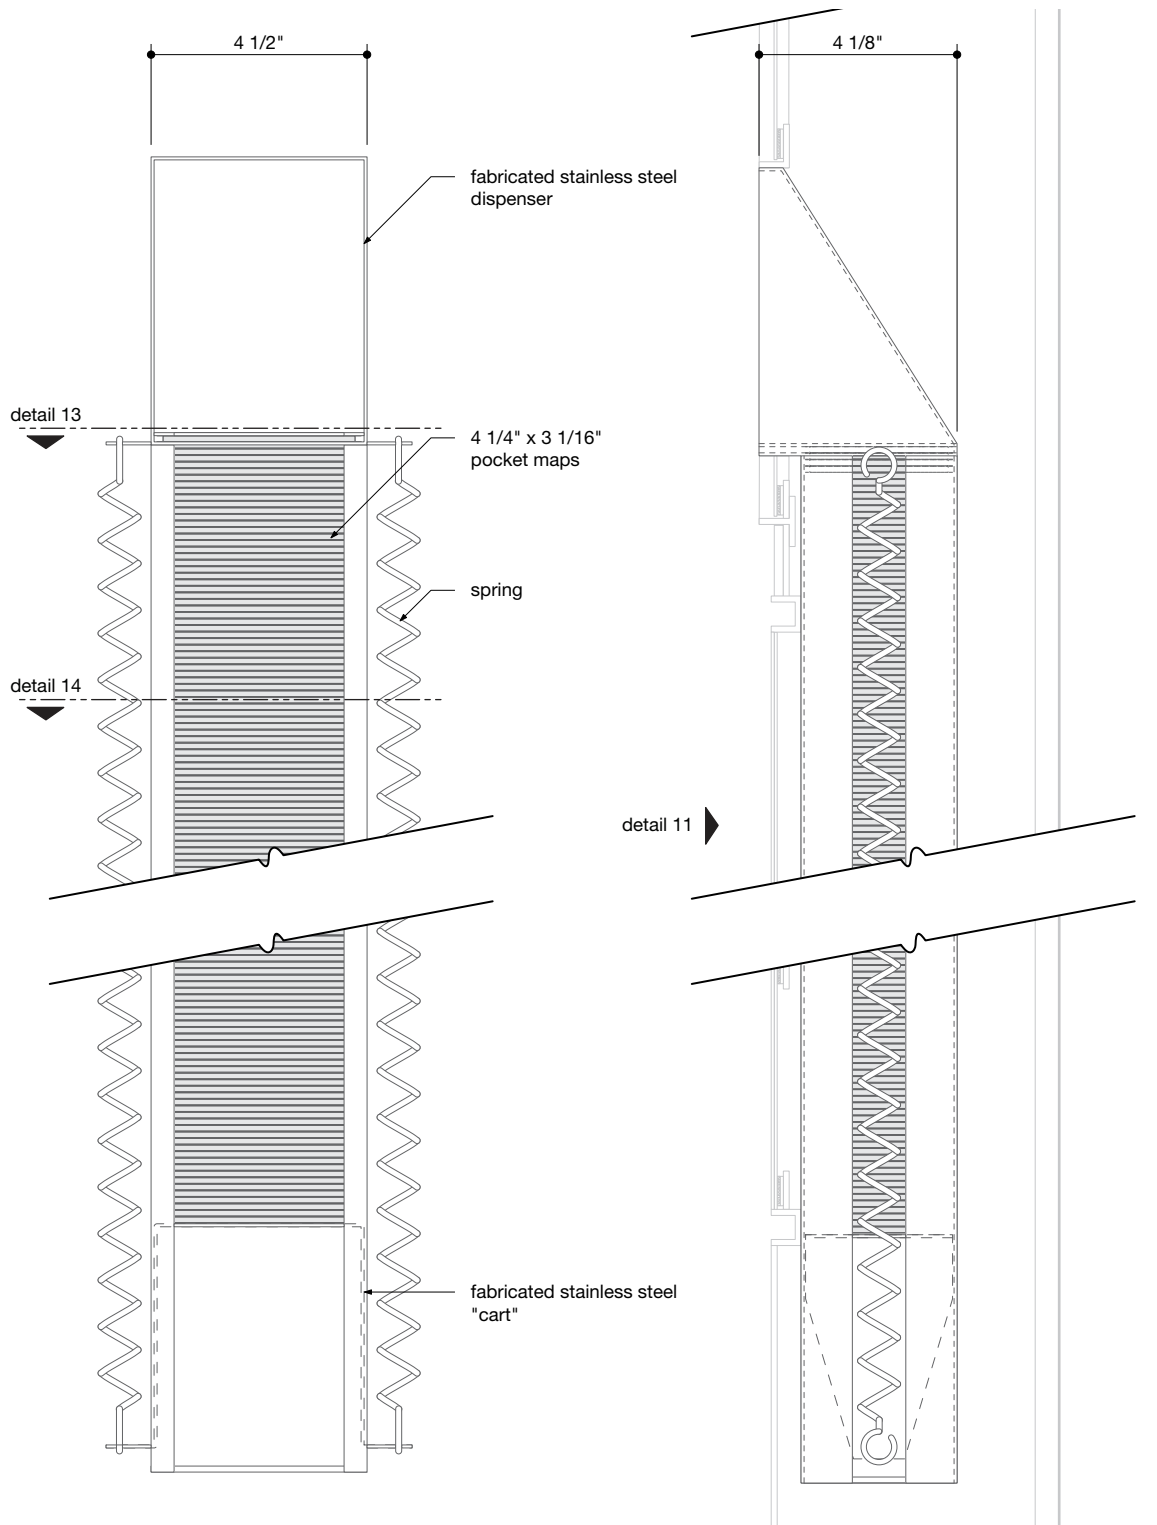 4 1/2"
4 1/8"
fabricated stainless steel
dispenser
detail 13
4 1/4" x 3 1/16"
pocket maps
spring
detail 14
detail 11
fabricated stainless steel
"cart"